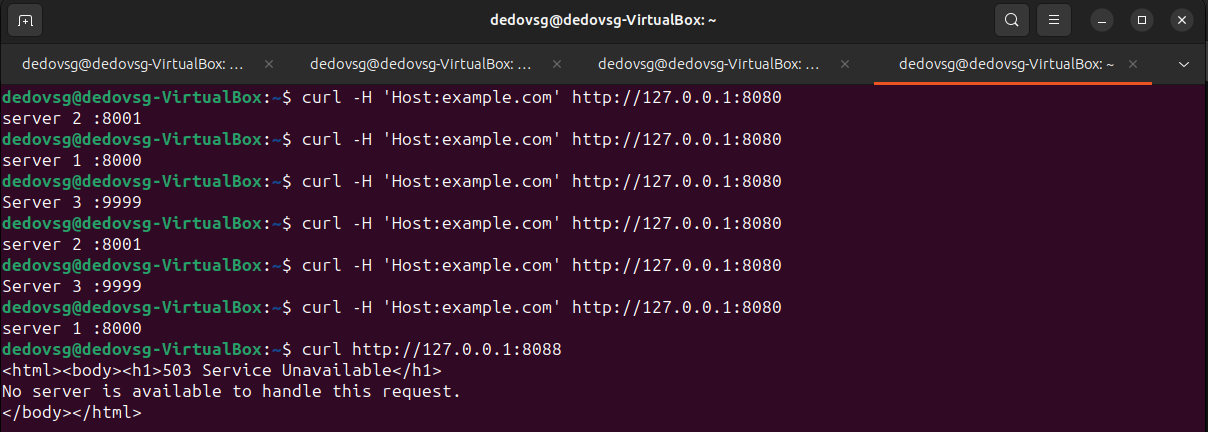 dedovsg@dedovsg-VirtualBox: ~
dedovsg@dedovsg-VirtualBox: ...
dedovsg@dedovsg-VirtualBox: ...
dedovsg@dedovsg-VirtualBox: ...
dedovsg@dedovsg-VirtualBox: ~
dedovsg@dedovsg-VirtualBox:~$ curl -H 'Host:example.com' http://127.0.0.1:8080
server 2 :8001
dedovsg@dedovsg-VirtualBox:~$ curl -H 'Host:example.com' http://127.0.0.1:8080
server 1 :8000
dedovsg@dedovsg-VirtualBox:~$ curl -H 'Host:example.com' http://127.0.0.1:8080
Server 3 :9999
dedovsg@dedovsg-VirtualBox:~$ curl -H 'Host:example.com' http://127.0.0.1:8080
server 2 :8001
dedovsg@dedovsg-VirtualBox:~$ curl -H 'Host:example.com' http://127.0.0.1:8080
Server 3 :9999
dedovsg@dedovsg-VirtualBox:~$ curl -H 'Host:example.com' http://127.0.0.1:8080
server 1 :8000
dedovsg@dedovsg-VirtualBox:~$ curl http://127.0.0.1:8088
<html><body><h1>503 Service Unavailable</h1>
No server is available to handle this request.
</body></html>